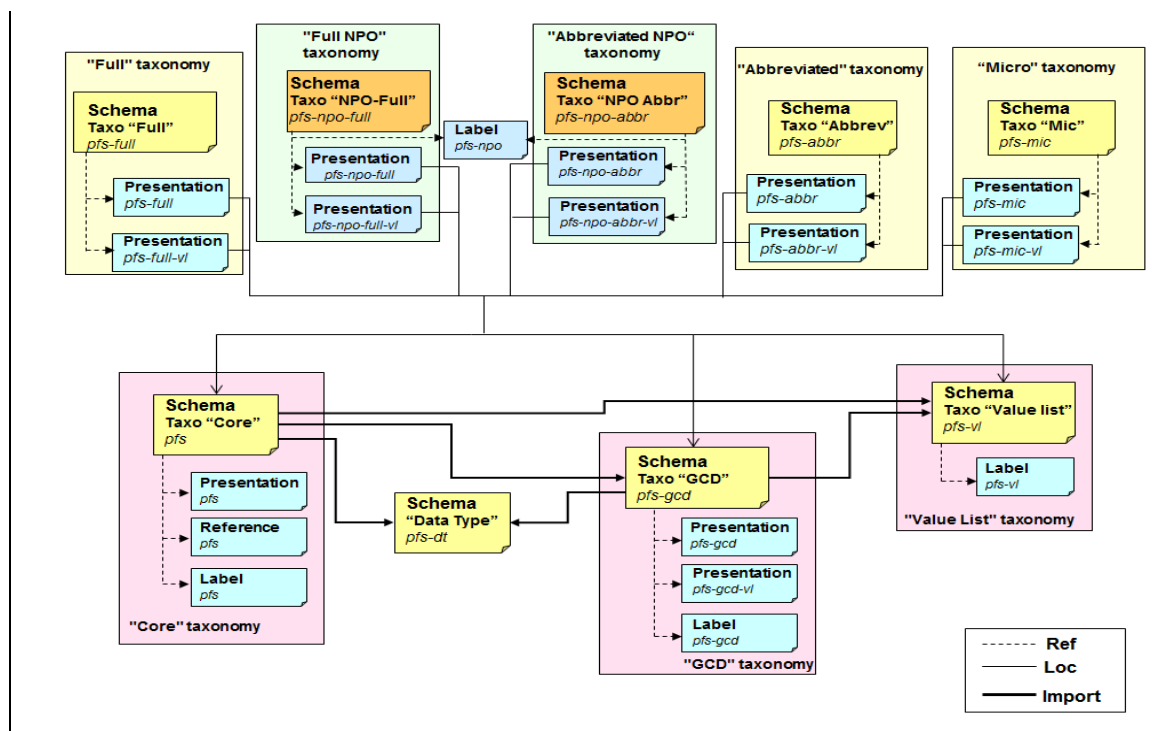 "Full" taxonomy
Schema
Taxo “Full”
pfs-full
Presentation
pfs-full
Presentation
pfs-full-vl
"Full NPO"
taxonomy
Schema
Taxo “NPO-Full”
pfs-npo-full
Presentation
pfs-npo-full
Presentation
pfs-npo-full-vl
Label
pfs-npo
"Abbreviated NPO"
taxonomy
Schema
Taxo “NPO Abbr”
pfs-npo-abbr
Presentation
pfs-npo-abbr
Presentation
pfs-npo-abbr-vl
"Abbreviated" taxonomy
Schema
Taxo “Abbrev”
pfs-abbr
Presentation
pfs-abbr
Presentation
pfs-abbr-vl
“Micro" taxonomy
Schema
Taxo “Mic”
pfs-mic
Presentation
pfs-mic
Presentation
pfs-mic-vl
Schema
Taxo “Core”
pfs
Presentation
pfs
Reference
pfs
Label
pfs
"Core" taxonomy
Schema
“Data Type”
pfs-dt
Schema
Taxo “GCD”
pfs-gcd
Presentation
pfs-gcd
Presentation
pfs-gcd-vl
Label
pfs-gcd
"GCD" taxonomy
Schema
Taxo “Value list”
pfs-vl
Label
pfs-vl
"Value List" taxonomy
Ref
Loc
Import